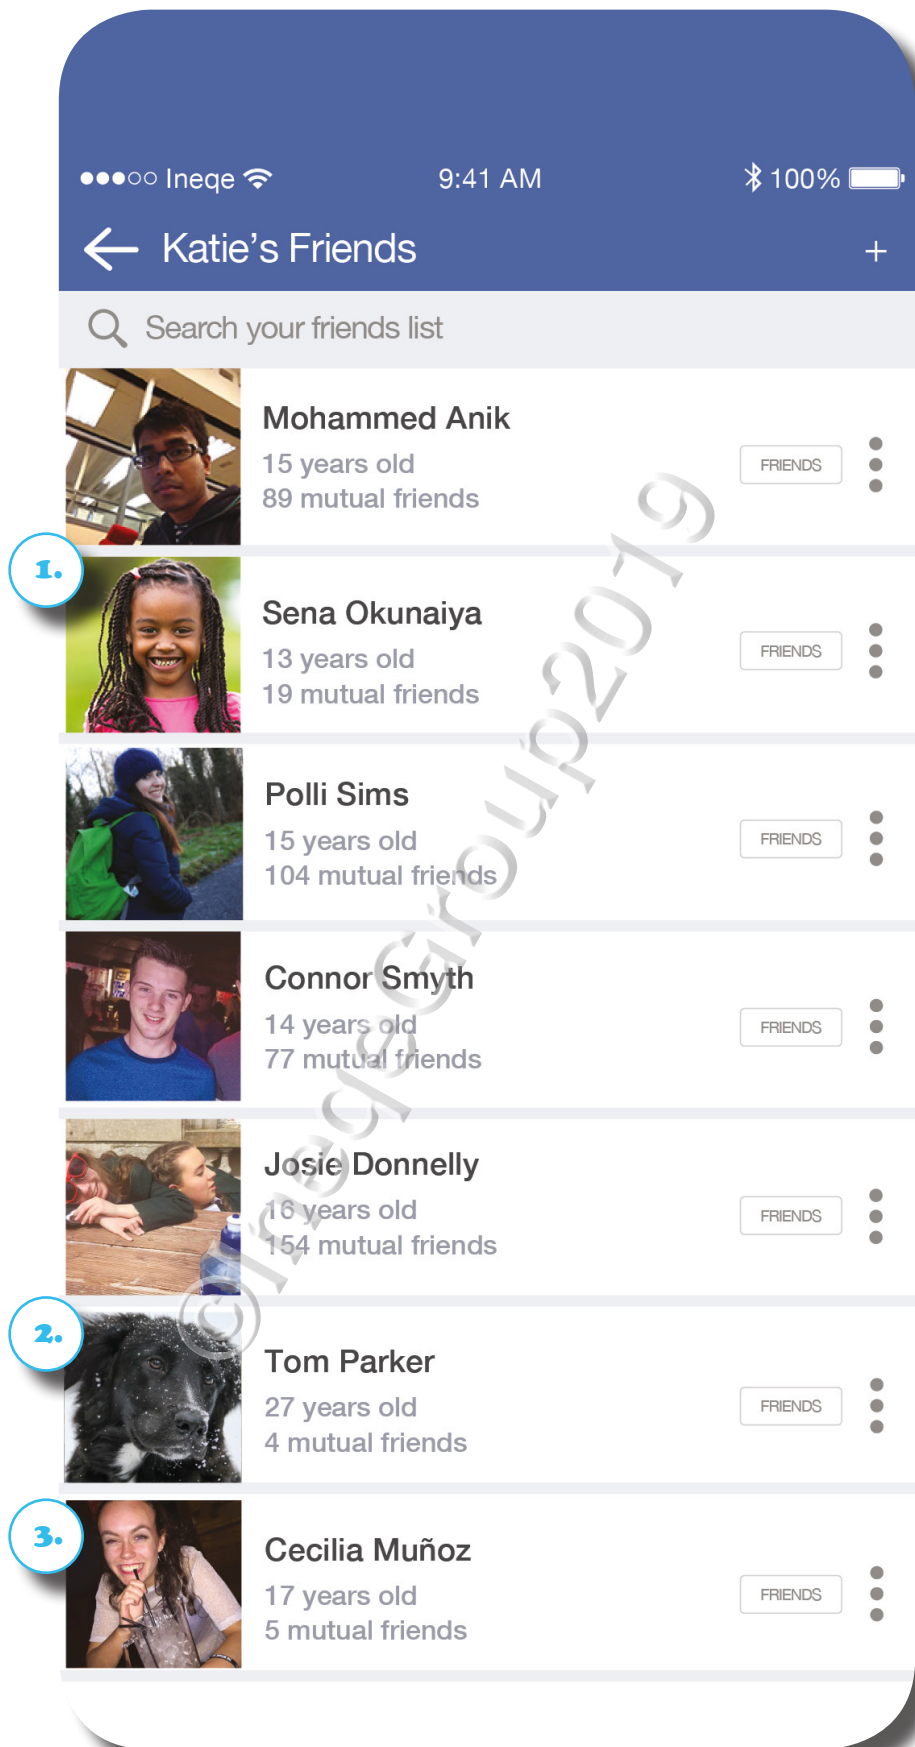 Ineqe 9:41 AM 100%
Katie's Friends +
Search your friends list
Mohammed Anik
15 years old
89 mutual friends
FRIENDS
1.
Sena Okunaiya
13 years old
19 mutual friends
FRIENDS
Polli Sims
15 years old
104 mutual friends
FRIENDS
Connor Smyth
14 years old
77 mutual friends
FRIENDS
Josie Donnelly
16 years old
154 mutual friends
FRIENDS
2.
Tom Parker
27 years old
4 mutual friends
FRIENDS
3.
Cecilia Muñoz
17 years old
5 mutual friends
FRIENDS
©IneqeGroup2019